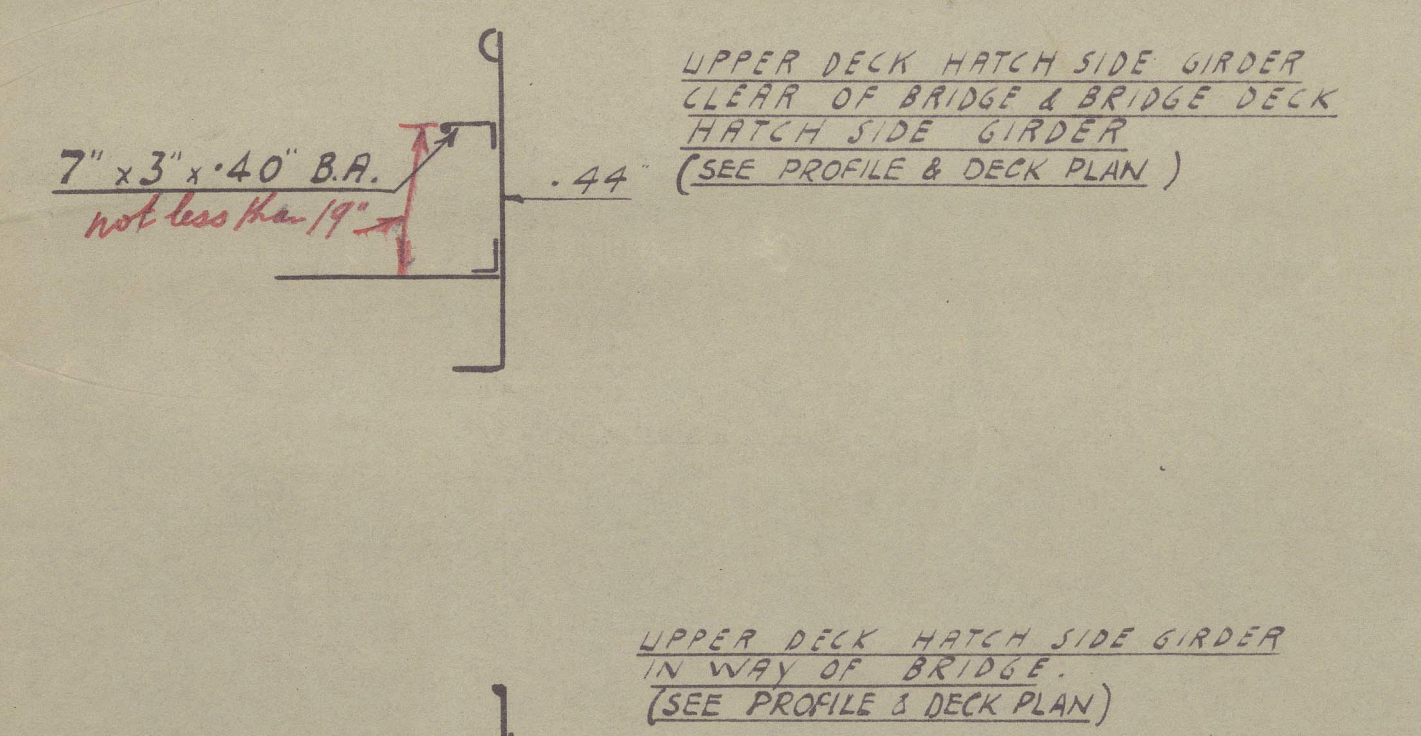 UPPER DECK HATCH SIDE GIRDER
CLEAR OF BRIDGE & BRIDGE DECK
HATCH SIDE GIRDER
(SEE PROFILE & DECK PLAN)
7" x 3" x .40" B.A.
not less than 19"
.44"
UPPER DECK HATCH SIDE GIRDER
IN WAY OF BRIDGE.
(SEE PROFILE & DECK PLAN)